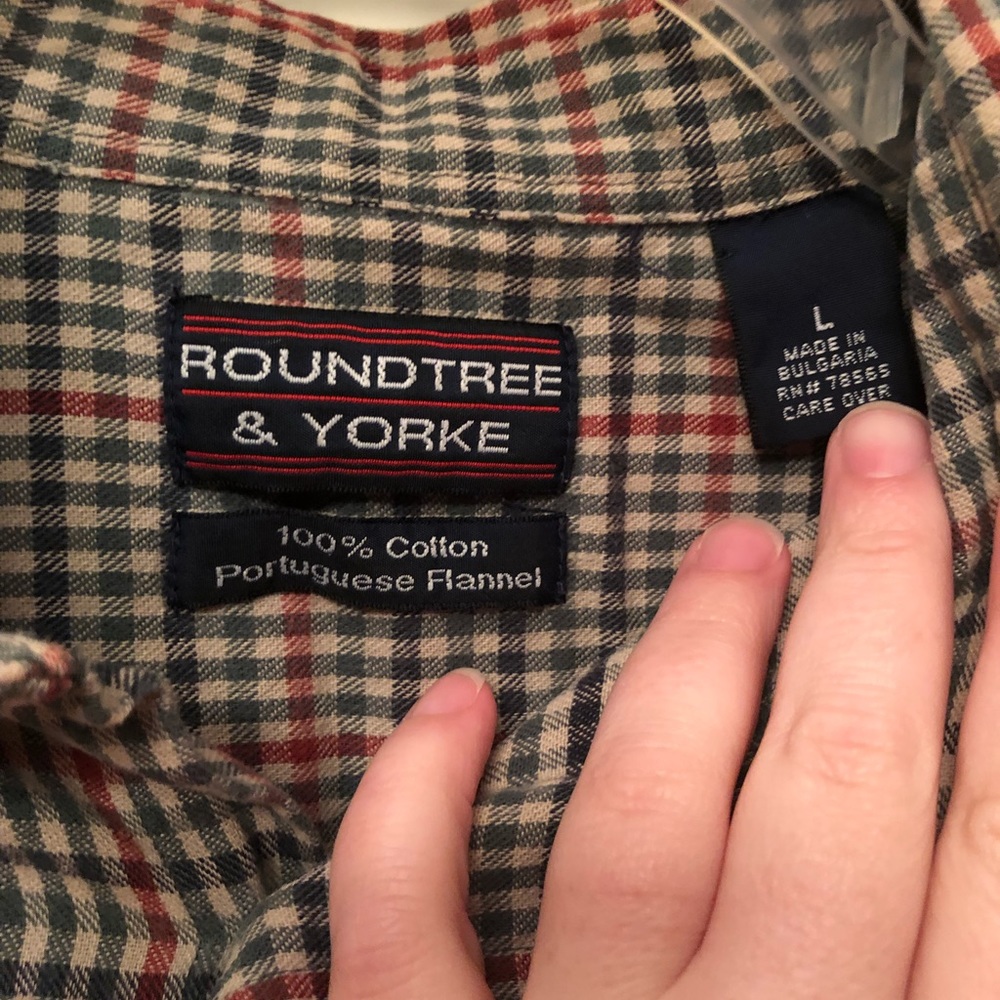 ROUNDTREE
& YORKE
100% Cotton
Portuguese Flannel
L
MADE IN
BULGARIA
RN# 78565
CARE OVER